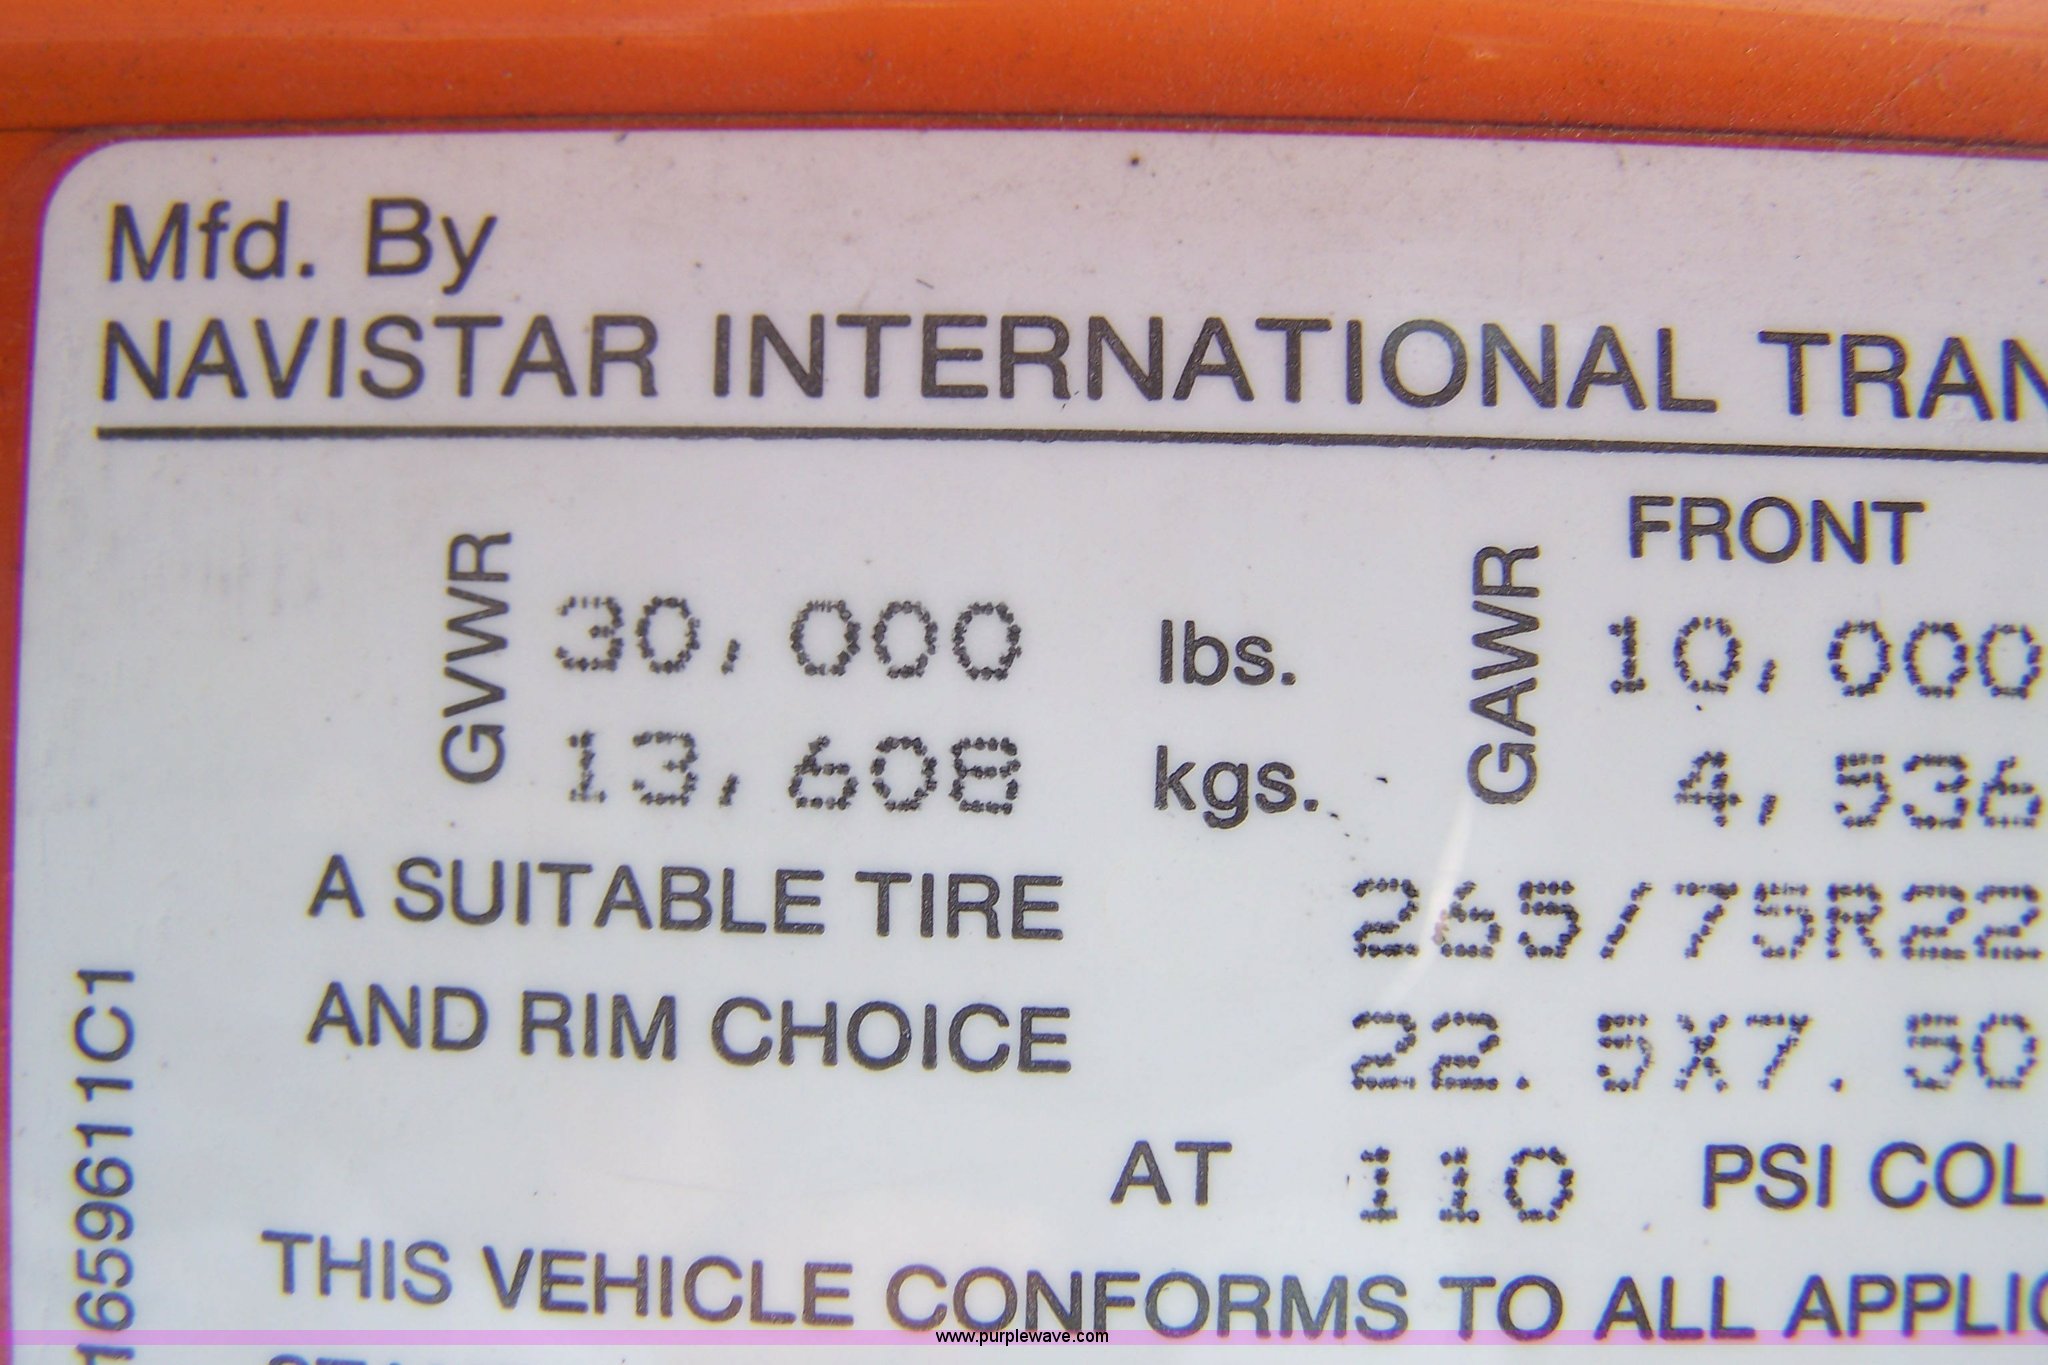 Mfd. By
NAVISTAR INTERNATIONAL TRAN
FRONT
GVWR 30,000 lbs. GAWR 10,000
13,608 kgs. 4,536
A SUITABLE TIRE 265/75R22
AND RIM CHOICE 22.5X7.50
AT 110 PSI COL
THIS VEHICLE CONFORMS TO ALL APPLIC
1659611C1
www.purplewave.com